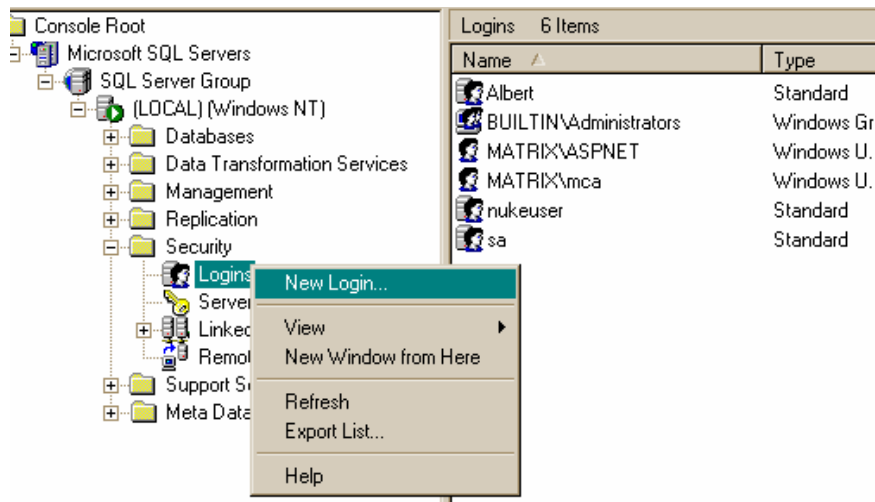 Console Root
Microsoft SQL Servers
SQL Server Group
(LOCAL) (Windows NT)
Databases
Data Transformation Services
Management
Replication
Security
Logins
Server
Linked
Remot
Support Se
Meta Data
New Login...
View
New Window from Here
Refresh
Export List...
Help
Logins 6 Items
Name Type
Albert Standard
BUILTIN\Administrators Windows Gr
MATRIX\ASPNET Windows U.
MATRIX\mca Windows U.
nukeuser Standard
sa Standard